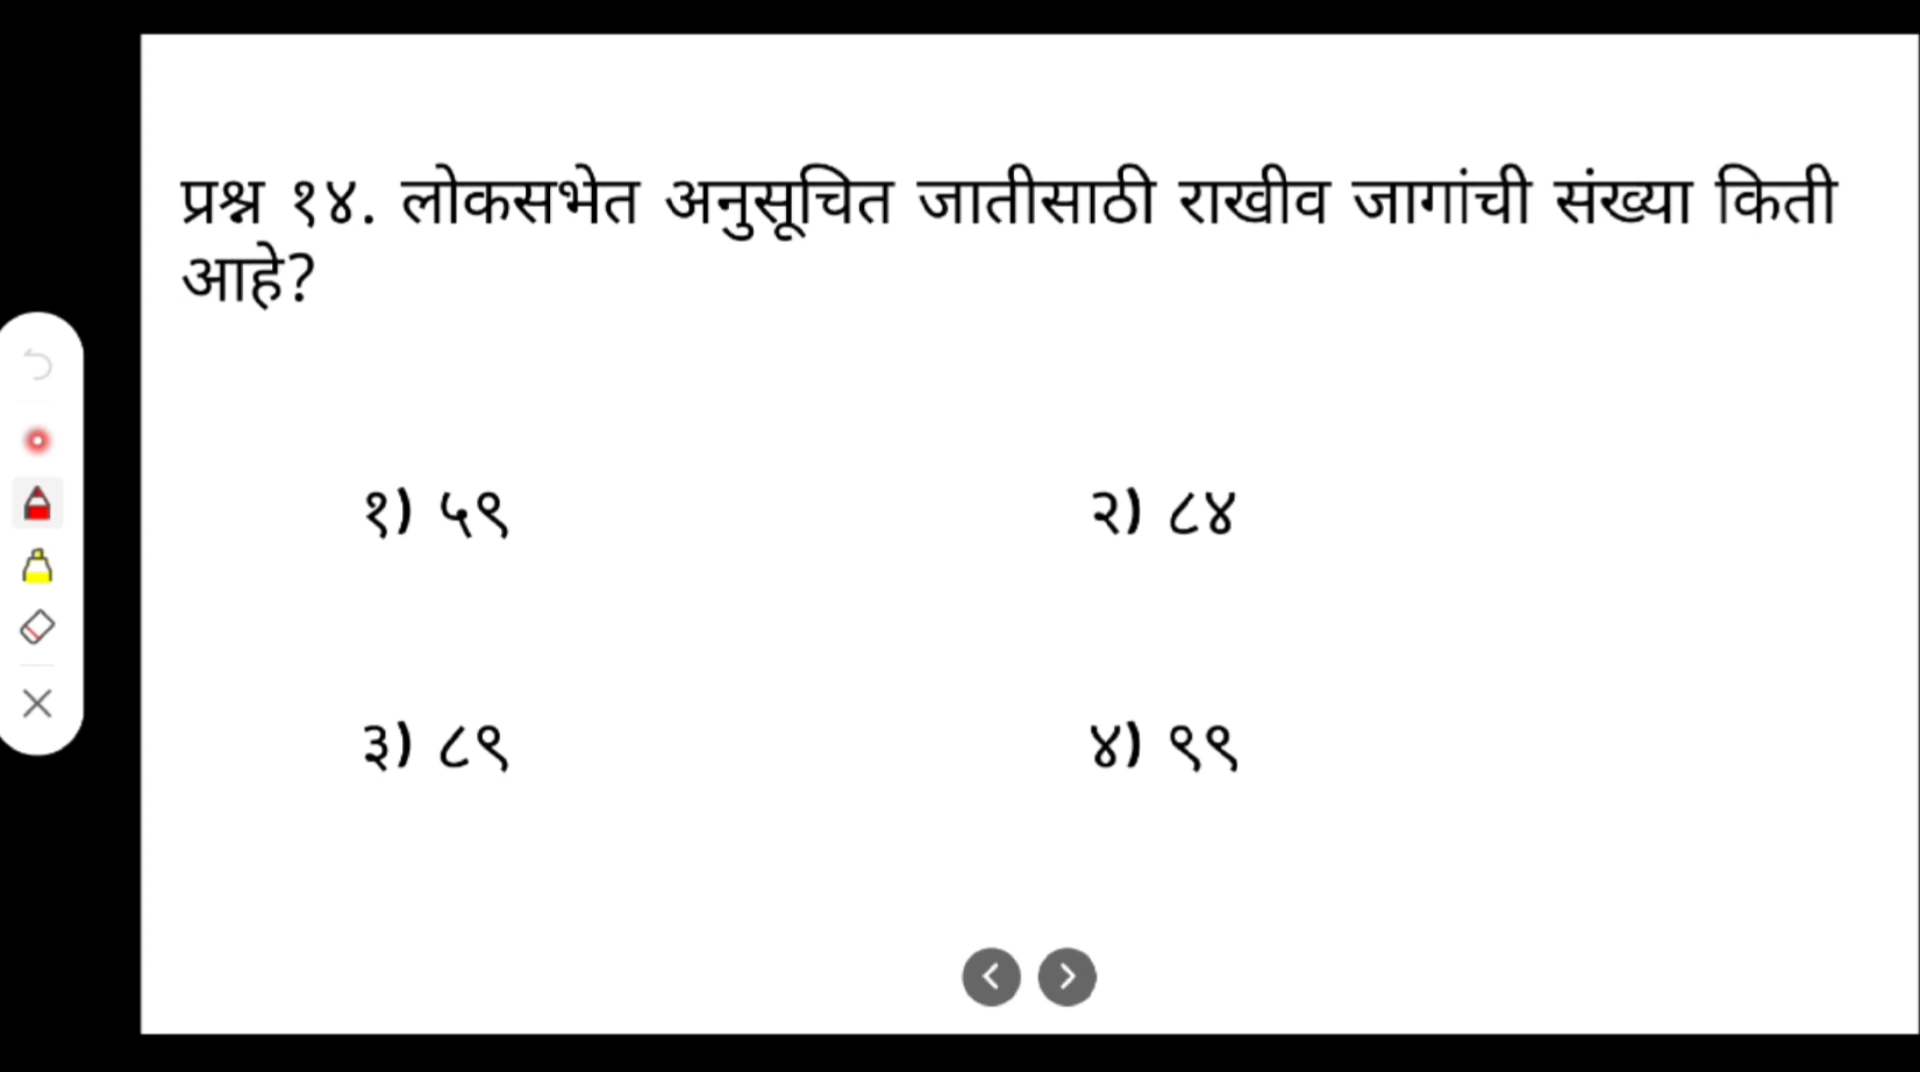 प्रश्न १४. लोकसभेत अनुसूचित जातीसाठी राखीव जागांची संख्या किती
आहे?
१) ५९
२) ८४
३) ८९
४) ९९